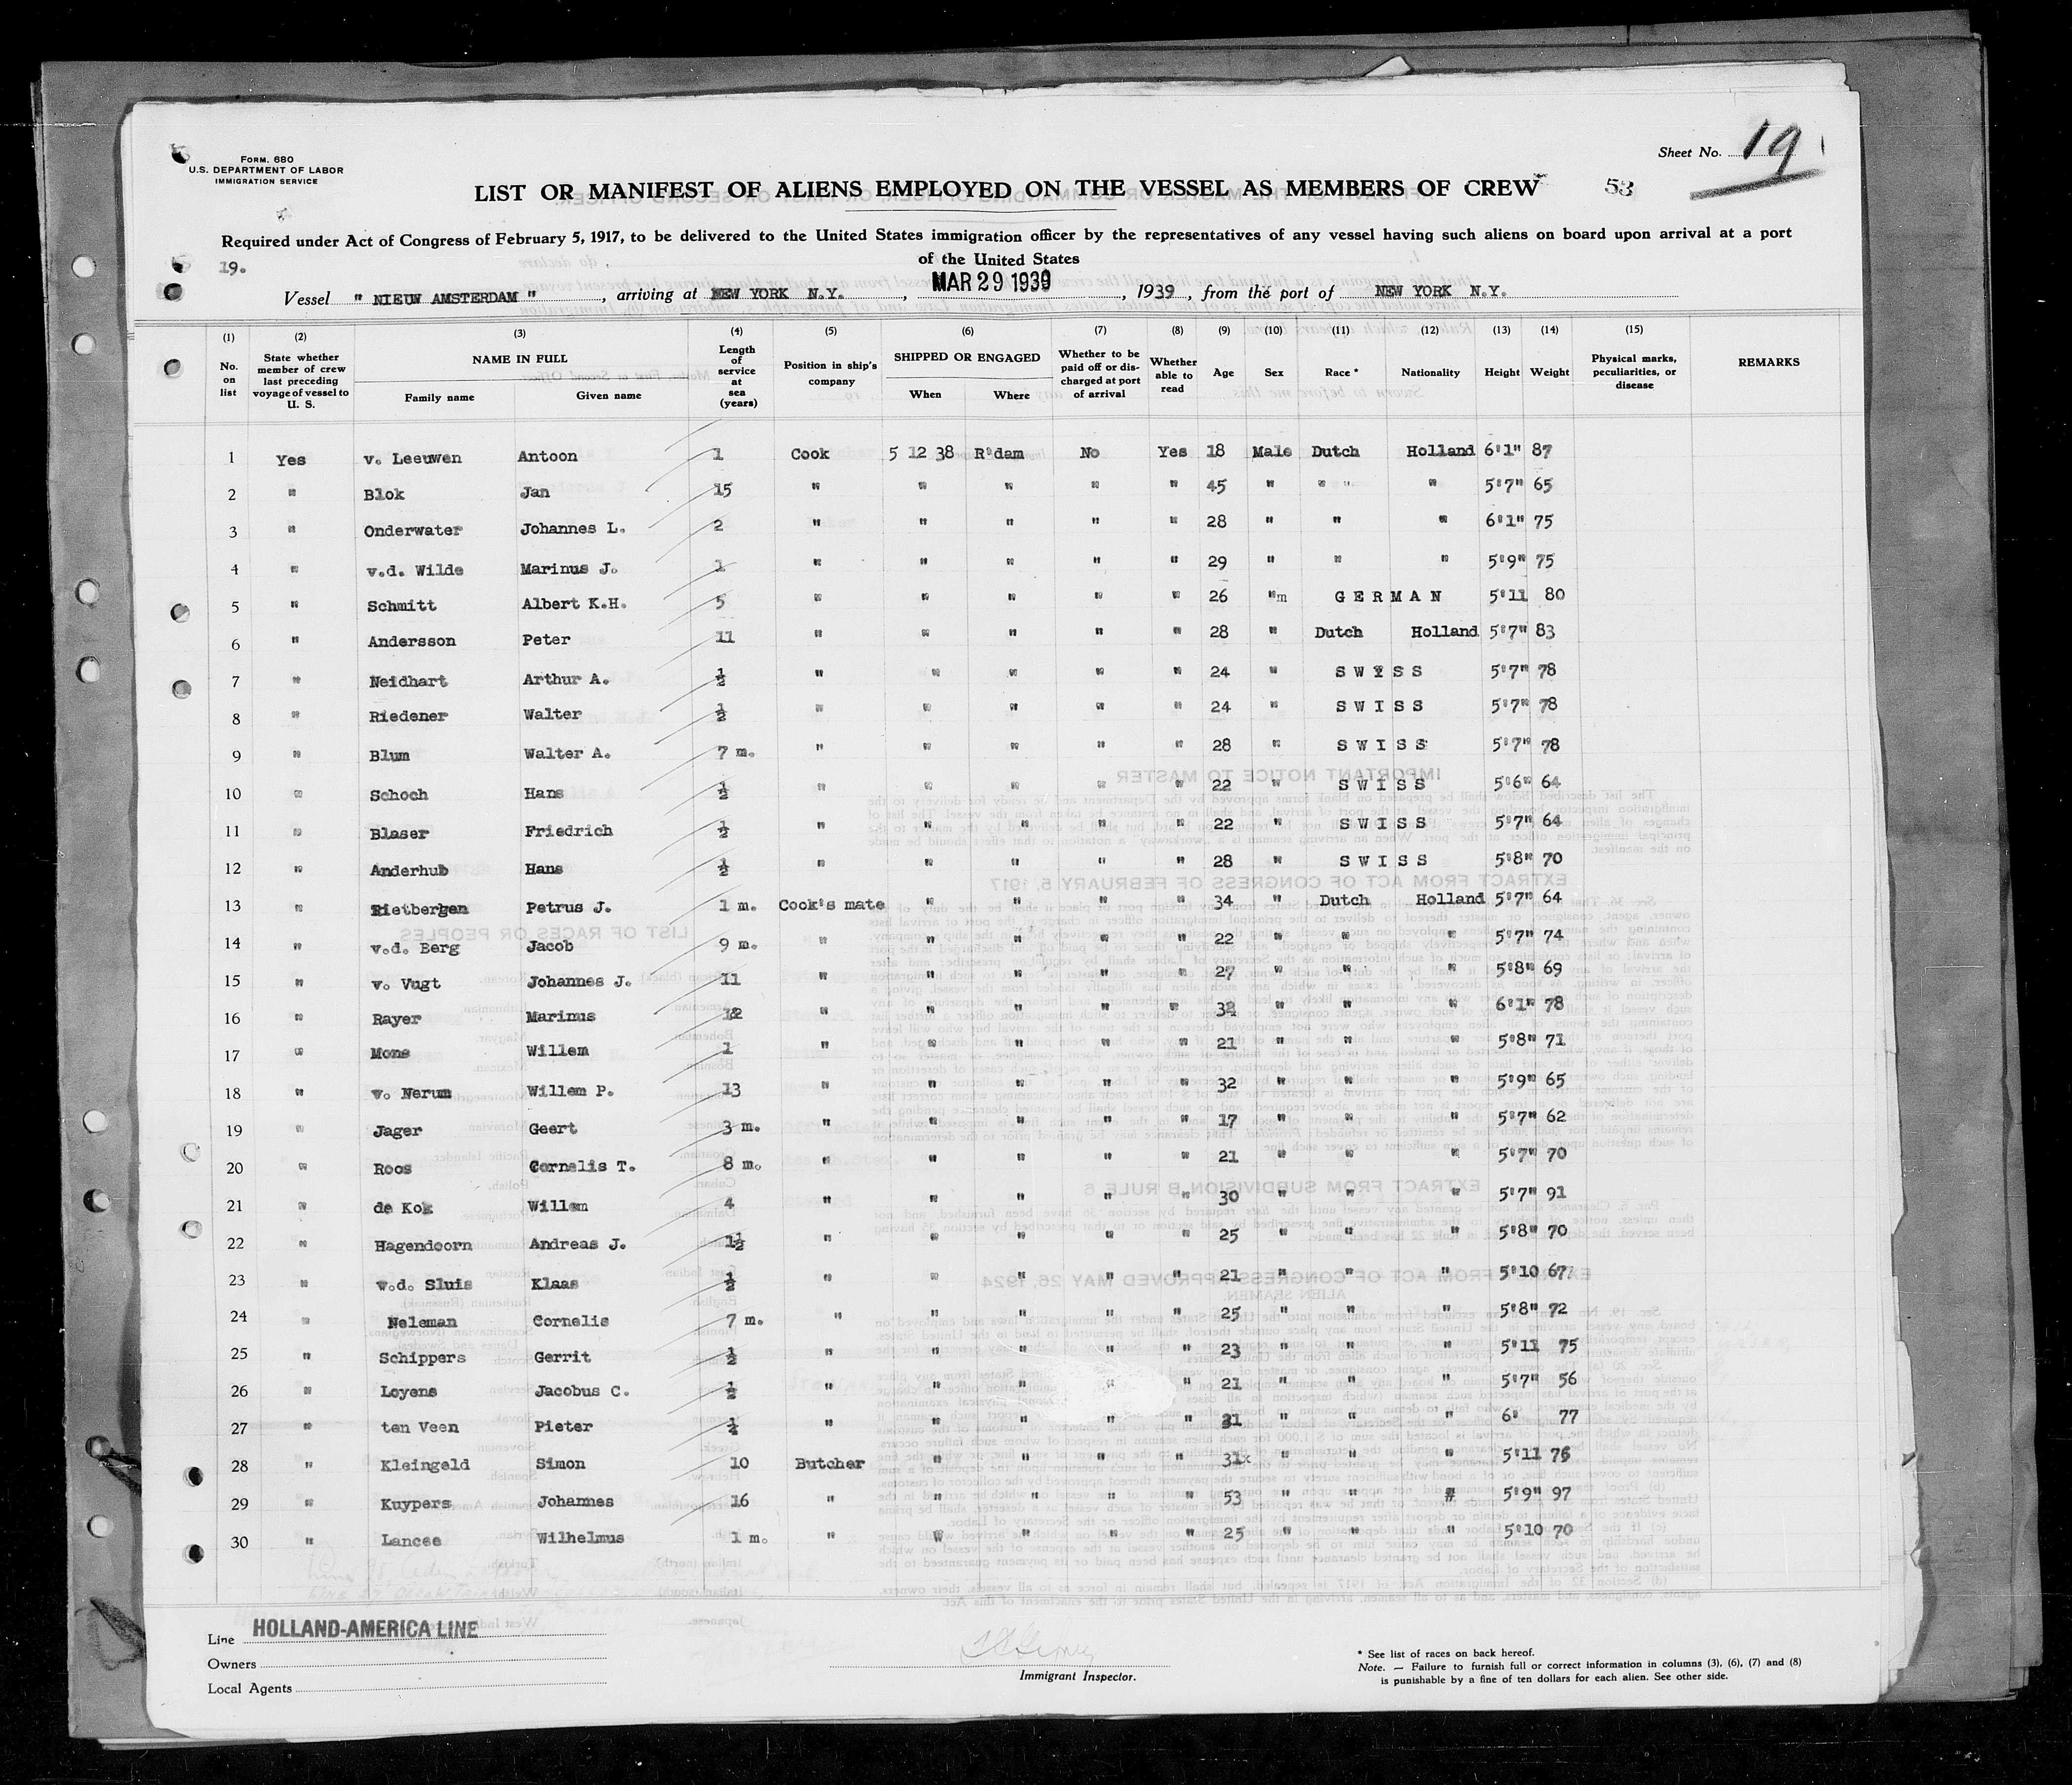 Form. 680
U.S. DEPARTMENT OF LABOR
IMMIGRATION SERVICE
Sheet No. 19
LIST OR MANIFEST OF ALIENS EMPLOYED ON THE VESSEL AS MEMBERS OF CREW 53
Required under Act of Congress of February 5, 1917, to be delivered to the United States immigration officer by the representatives of any vessel having such aliens on board upon arrival at a port
of the United States
19.
Vessel " NIEUW AMSTERDAM " , arriving at NEW YORK N.Y. , MAR 29 1939 , 1939 , from the port of NEW YORK N.Y.
(1) (2) (3) (4) (5) (6) (7) (8) (9) (10) (11) (12) (13) (14) (15)
No. on list | State whether member of crew last preceding voyage of vessel to U. S. | NAME IN FULL Family name Given name | Length of service at sea (years) | Position in ship's company | SHIPPED OR ENGAGED When Where | Whether to be paid off or discharged at port of arrival | Whether able to read | Age | Sex | Race * | Nationality | Height | Weight | Physical marks, peculiarities, or disease | REMARKS
1 Yes v. Leeuwen Antoon 1 Cook 5 12 38 R'dam No Yes 18 Male Dutch Holland 6'1" 87
2 " Blok Jan 15 " " " " " 45 " " " " 5'7" 65
3 " Onderwater Johannes L. 2 " " " " " 28 " " " 6'1" 75
4 " v.d. Wilde Marinus J. 1 " " " " " 29 " " " 5'9" 75
5 " Schmitt Albert K.H. 5 " " " " " 26 "m GERMAN 5'11 80
6 " Andersson Peter 11 " " " " " 28 " Dutch Holland 5'7" 83
7 " Neidhart Arthur A. ½ " " " " " 24 " SWISS 5'7" 78
8 " Riedener Walter ½ " " " " " 24 " SWISS 5'7" 78
9 " Blum Walter A. 7 m. " " " " " 28 " SWISS 5'7" 78
10 " Schoch Hans ½ " " " " " 22 " SWISS 5'6" 64
11 " Blaser Friedrich ½ " " " " " 22 " SWISS 5'7" 64
12 " Anderhub Hans ½ " " " " " 28 " SWISS 5'8" 70
13 " Rietbergen Petrus J. 1 m. Cook's mate " " " " 34 " Dutch Holland 5'7" 64
14 " v.d. Berg Jacob 9 m. " " " " " 22 " " " 5'7" 74
15 " v. Vugt Johannes J. 11 " " " " " 27 " " " 5'8" 69
16 " Rayer Marinus 12 " " " " " " " " 6'1" 78
17 " Mons Willem 1 " " " " " 21 " " " 5'8" 71
18 " v. Nerum Willem P. 13 " " " " " 32 " " " 5'9" 65
19 " Jager Geert 3 m. " " " " " 17 " " " 5'7" 62
20 " Roos Cornelis T. 8 m. " " " " " 21 " " " 5'7" 70
21 " de Kok Willem 4 " " " " " 30 " " " 5'7" 91
22 " Hagendoorn Andreas J. 1½ " " " " " 25 " " " 5'8" 70
23 " v.d. Sluis Klaas ½ " " " " 21 " " " 5'10 67
24 " Neleman Cornelis 7 m. " " " " " 25 " " " 5'8" 72
25 " Schippers Gerrit ½ " " " " " 23 " " " 5'11 75
26 " Loyens Jacobus C. ½ " " " " " 21 " " " 5'7" 56
27 " ten Veen Pieter ¼ " " " " " 21 " " " 6' 77
28 " Kleingeld Simon 10 Butcher " " " " 31 " " " 5'11 76
29 " Kuypers Johannes 16 " " " " " 53 " " # 5'9" 97
30 " Lancee Wilhelmus 1 m. " W " " " 25 " " " 5'10 70
Line HOLLAND-AMERICA LINE
Owners
Local Agents
Immigrant Inspector.
* See list of races on back hereof.
Note. — Failure to furnish full or correct information in columns (3), (6), (7) and (8)
is punishable by a fine of ten dollars for each alien. See other side.